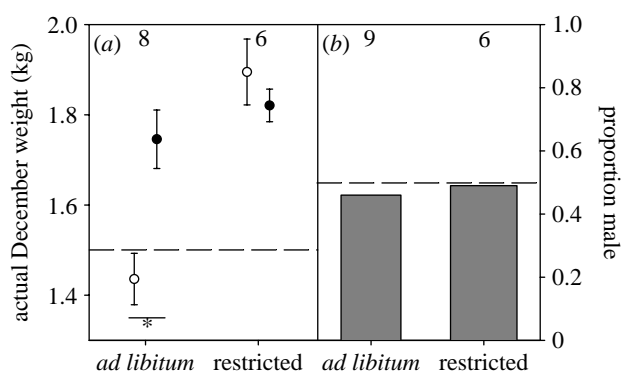 2.0
1.8
1.6
1.4
actual December weight (kg)
(a)
8
6
*
ad libitum
restricted
(b)
9
6
ad libitum
restricted
1.0
0.8
0.6
0.4
0.2
0
proportion male